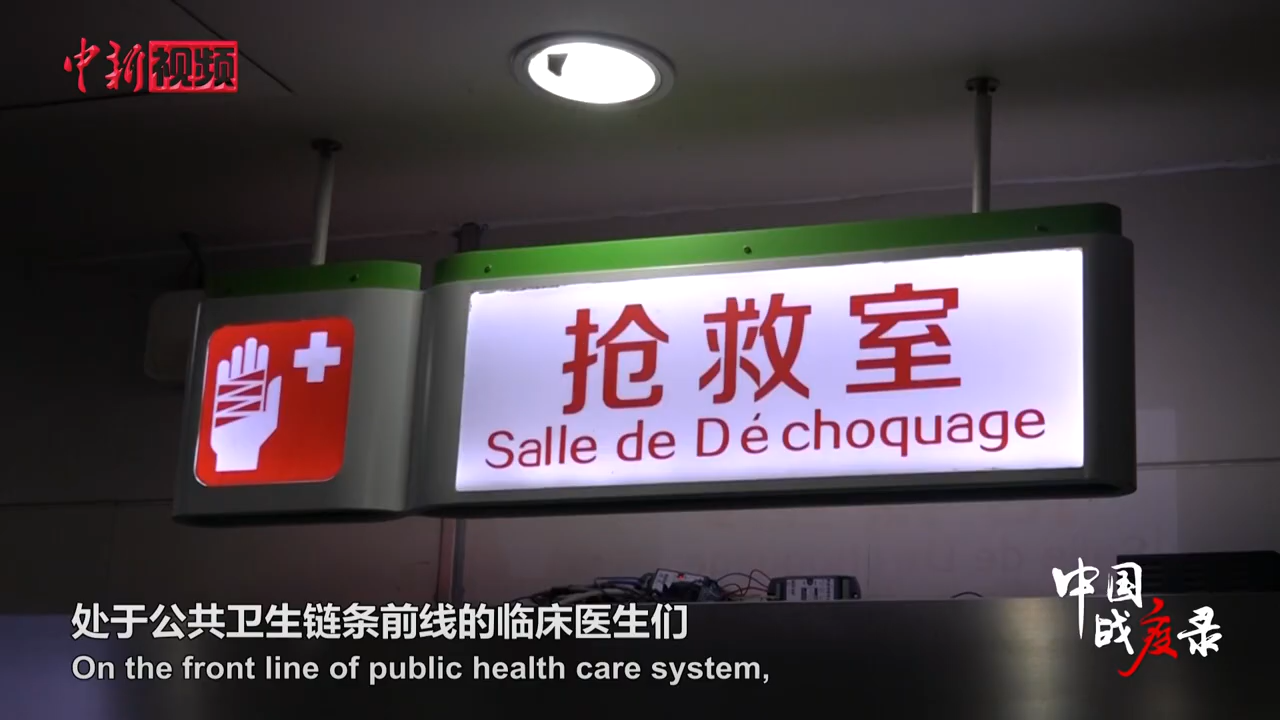 中新视频
抢救室
Salle de Déchoquage
中国
战疫录
处于公共卫生链条前线的临床医生们
On the front line of public health care system,